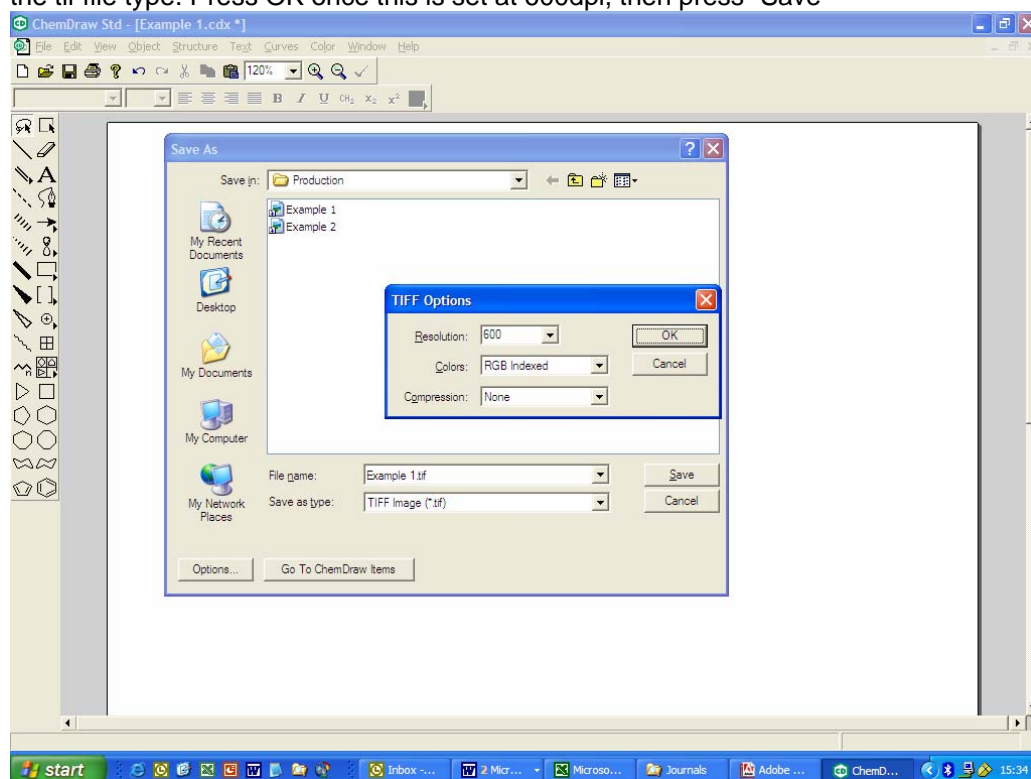 the tif file type. Press OK once this is set at 600dpi, then press 'Save'
ChemDraw Std - [Example 1.cdx *]
File Edit View Object Structure Text Curves Color Window Help
120%
B I U CH₂ X₂ X²
A
Save As
Save in: Production
Example 1
Example 2
My Recent
Documents
Desktop
My Documents
My Computer
My Network
Places
TIFF Options
Resolution: 600 OK
Colors: RGB Indexed Cancel
Compression: None
File name: Example 1.tif Save
Save as type: TIFF Image (*.tif) Cancel
Options... Go To ChemDraw Items
start Inbox -... 2 Micr... Microso... Journals Adobe ... ChemD... 15:34